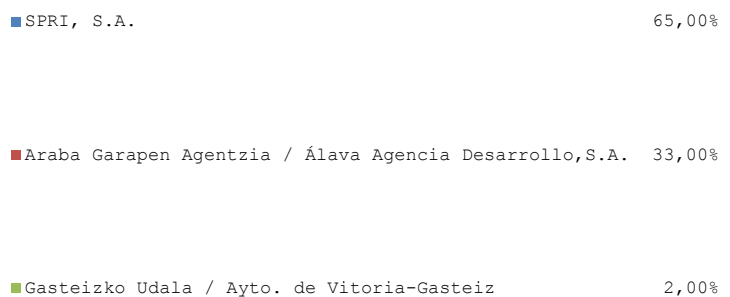 SPRI, S.A. 65,00%
Araba Garapen Agentzia / Álava Agencia Desarrollo,S.A. 33,00%
Gasteizko Udala / Ayto. de Vitoria-Gasteiz 2,00%